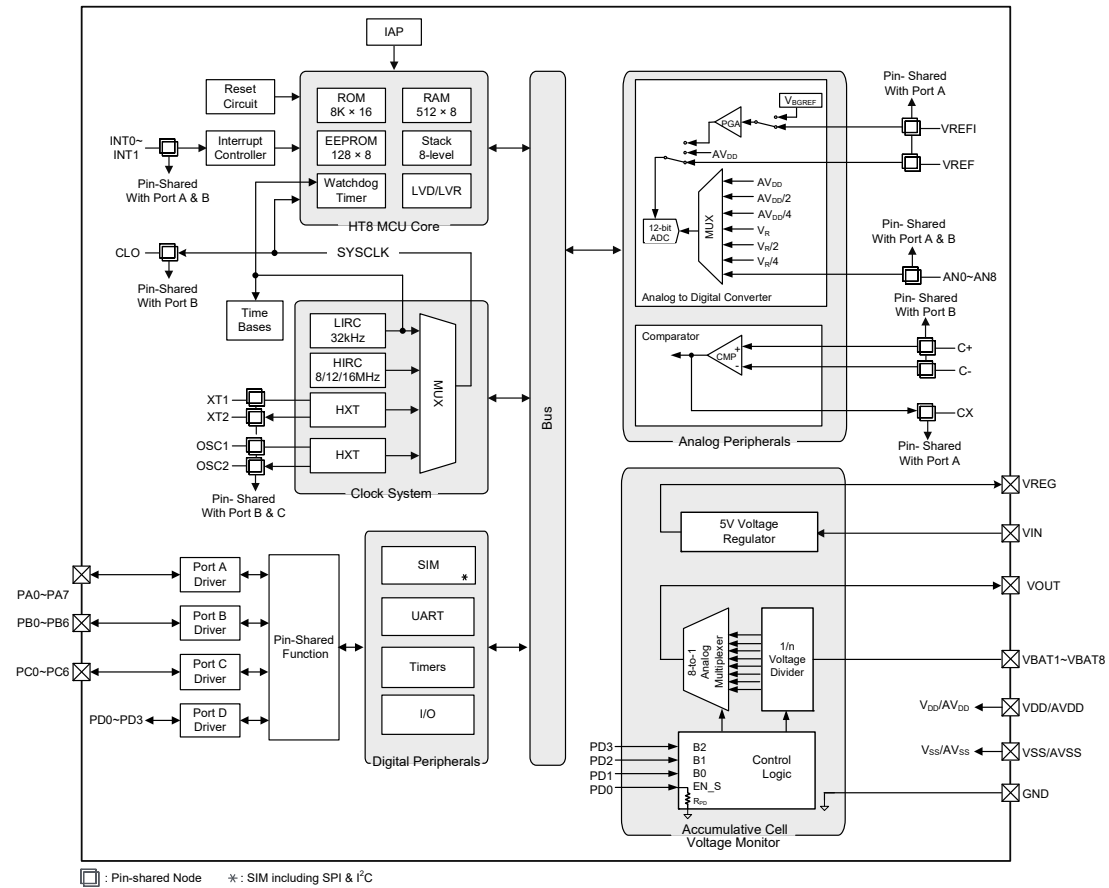 IAP
Reset
Circuit
ROM
8K × 16
RAM
512 × 8
INT0~
INT1
Interrupt
Controller
EEPROM
128 × 8
Stack
8-level
Pin-Shared
With Port A & B
Watchdog
Timer
LVD/LVR
HT8 MCU Core
CLO
SYSCLK
Pin-Shared
With Port B
Time
Bases
LIRC
32kHz
HIRC
8/12/16MHz
MUX
XT1
XT2
HXT
OSC1
OSC2
HXT
Pin- Shared
With Port B & C
Clock System
Bus
PA0~PA7
Port A
Driver
PB0~PB6
Port B
Driver
PC0~PC6
Port C
Driver
PD0~PD3
Port D
Driver
Pin-Shared
Function
SIM
*
UART
Timers
I/O
Digital Peripherals
VBGREF
PGA
AVDD
Pin- Shared
With Port A
VREFI
VREF
12-bit
ADC
MUX
AVDD
AVDD/2
AVDD/4
VR
VR/2
VR/4
Pin- Shared
With Port A & B
AN0~AN8
Analog to Digital Converter
Pin- Shared
With Port B
Comparator
CMP
+
-
C+
C-
CX
Pin- Shared
With Port A
Analog Peripherals
VREG
5V Voltage
Regulator
VIN
VOUT
8-to-1
Analog
Multiplexer
1/n
Voltage
Divider
VBAT1~VBAT8
VDD/AVDD
VDD/AVDD
VSS/AVSS
VSS/AVSS
GND
PD3
PD2
PD1
PD0
B2
B1
B0
EN_S
RPD
Control
Logic
Accumulative Cell
Voltage Monitor
: Pin-shared Node
* : SIM including SPI & I²C